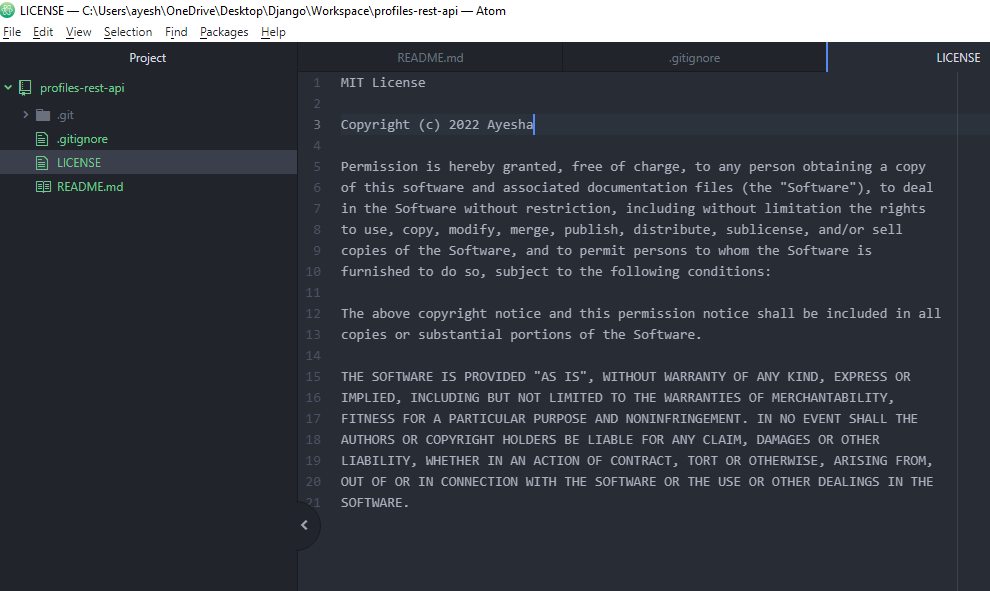 LICENSE — C:\Users\ayesh\OneDrive\Desktop\Django\Workspace\profiles-rest-api — Atom
File Edit View Selection Find Packages Help
Project
profiles-rest-api
.git
.gitignore
LICENSE
README.md
README.md .gitignore LICENSE
1 MIT License
2
3 Copyright (c) 2022 Ayesha
4
5 Permission is hereby granted, free of charge, to any person obtaining a copy
6 of this software and associated documentation files (the "Software"), to deal
7 in the Software without restriction, including without limitation the rights
8 to use, copy, modify, merge, publish, distribute, sublicense, and/or sell
9 copies of the Software, and to permit persons to whom the Software is
10 furnished to do so, subject to the following conditions:
11
12 The above copyright notice and this permission notice shall be included in all
13 copies or substantial portions of the Software.
14
15 THE SOFTWARE IS PROVIDED "AS IS", WITHOUT WARRANTY OF ANY KIND, EXPRESS OR
16 IMPLIED, INCLUDING BUT NOT LIMITED TO THE WARRANTIES OF MERCHANTABILITY,
17 FITNESS FOR A PARTICULAR PURPOSE AND NONINFRINGEMENT. IN NO EVENT SHALL THE
18 AUTHORS OR COPYRIGHT HOLDERS BE LIABLE FOR ANY CLAIM, DAMAGES OR OTHER
19 LIABILITY, WHETHER IN AN ACTION OF CONTRACT, TORT OR OTHERWISE, ARISING FROM,
20 OUT OF OR IN CONNECTION WITH THE SOFTWARE OR THE USE OR OTHER DEALINGS IN THE
21 SOFTWARE.